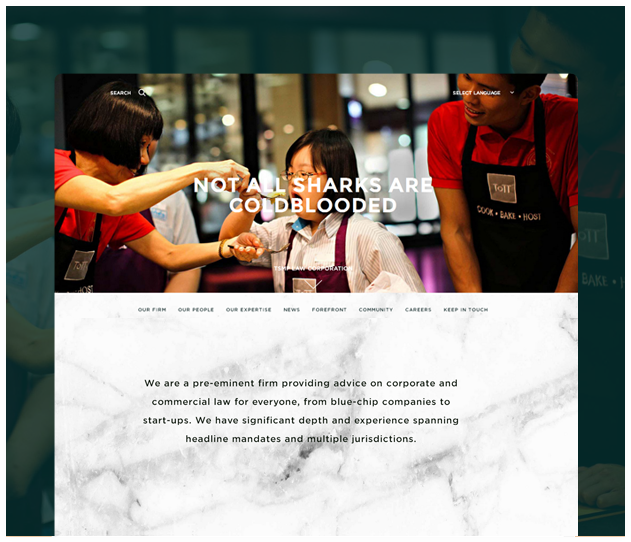 SEARCH
SELECT LANGUAGE
NOT ALL SHARKS ARE
COLDBLOODED
TSMP LAW CORPORATION
ToTT
COOK • BAKE • HOST
ToTT
BAKE • H
OUR FIRM OUR PEOPLE OUR EXPERTISE NEWS FOREFRONT COMMUNITY CAREERS KEEP IN TOUCH
We are a pre-eminent firm providing advice on corporate and
commercial law for everyone, from blue-chip companies to
start-ups. We have significant depth and experience spanning
headline mandates and multiple jurisdictions.